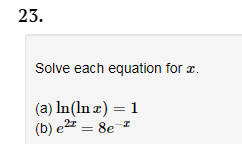 23.
Solve each equation for x.
(a) ln(ln x) = 1
(b) e^{2x} = 8e^{-x}